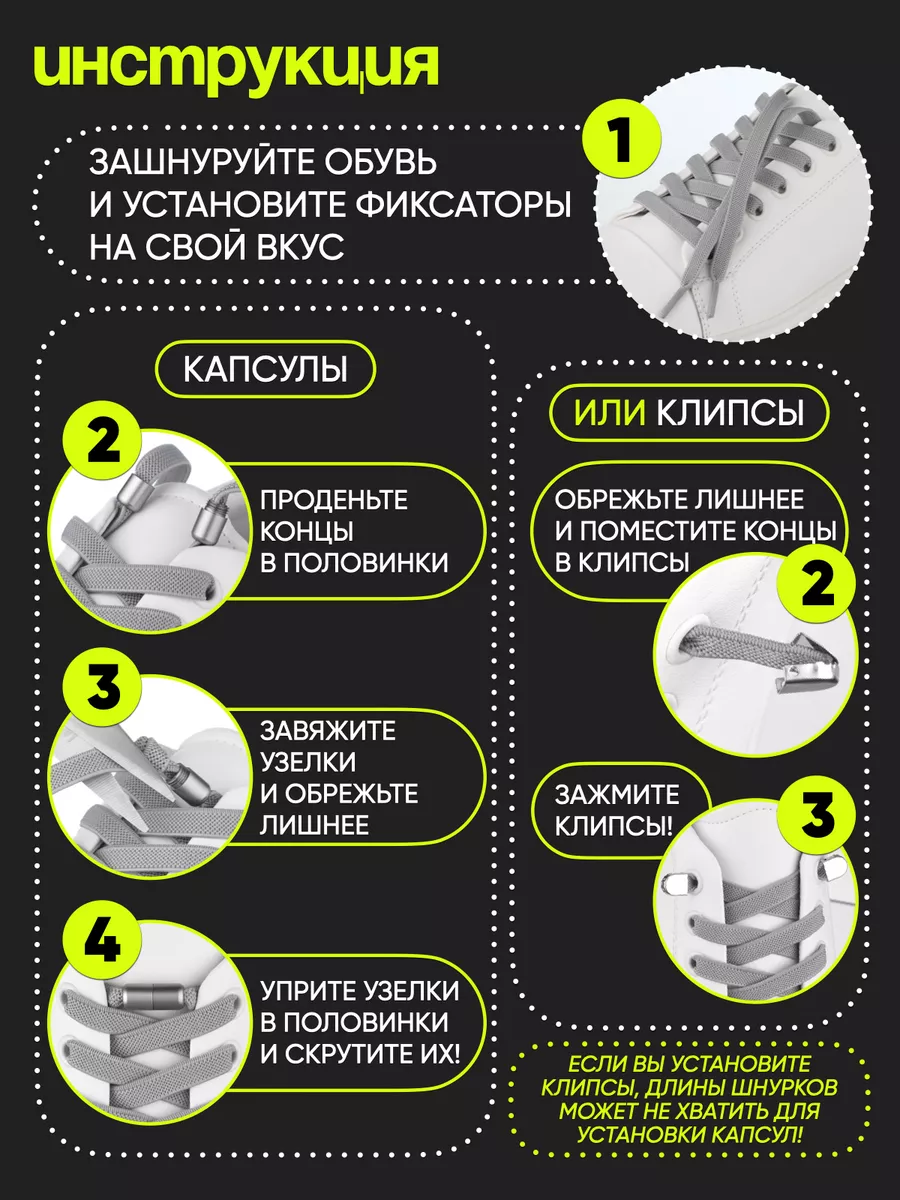 инструкция
1
ЗАШНУРУЙТЕ ОБУВЬ
И УСТАНОВИТЕ ФИКСАТОРЫ
НА СВОЙ ВКУС
КАПСУЛЫ
2
ПРОДЕНЬТЕ
КОНЦЫ
В ПОЛОВИНКИ
3
ЗАВЯЖИТЕ
УЗЕЛКИ
И ОБРЕЖЬТЕ
ЛИШНЕЕ
4
УПРИТЕ УЗЕЛКИ
В ПОЛОВИНКИ
И СКРУТИТЕ ИХ!
ИЛИ КЛИПСЫ
ОБРЕЖЬТЕ ЛИШНЕЕ
И ПОМЕСТИТЕ КОНЦЫ
В КЛИПСЫ
2
ЗАЖМИТЕ
КЛИПСЫ!
3
ЕСЛИ ВЫ УСТАНОВИТЕ
КЛИПСЫ, ДЛИНЫ ШНУРКОВ
МОЖЕТ НЕ ХВАТИТЬ ДЛЯ
УСТАНОВКИ КАПСУЛ!